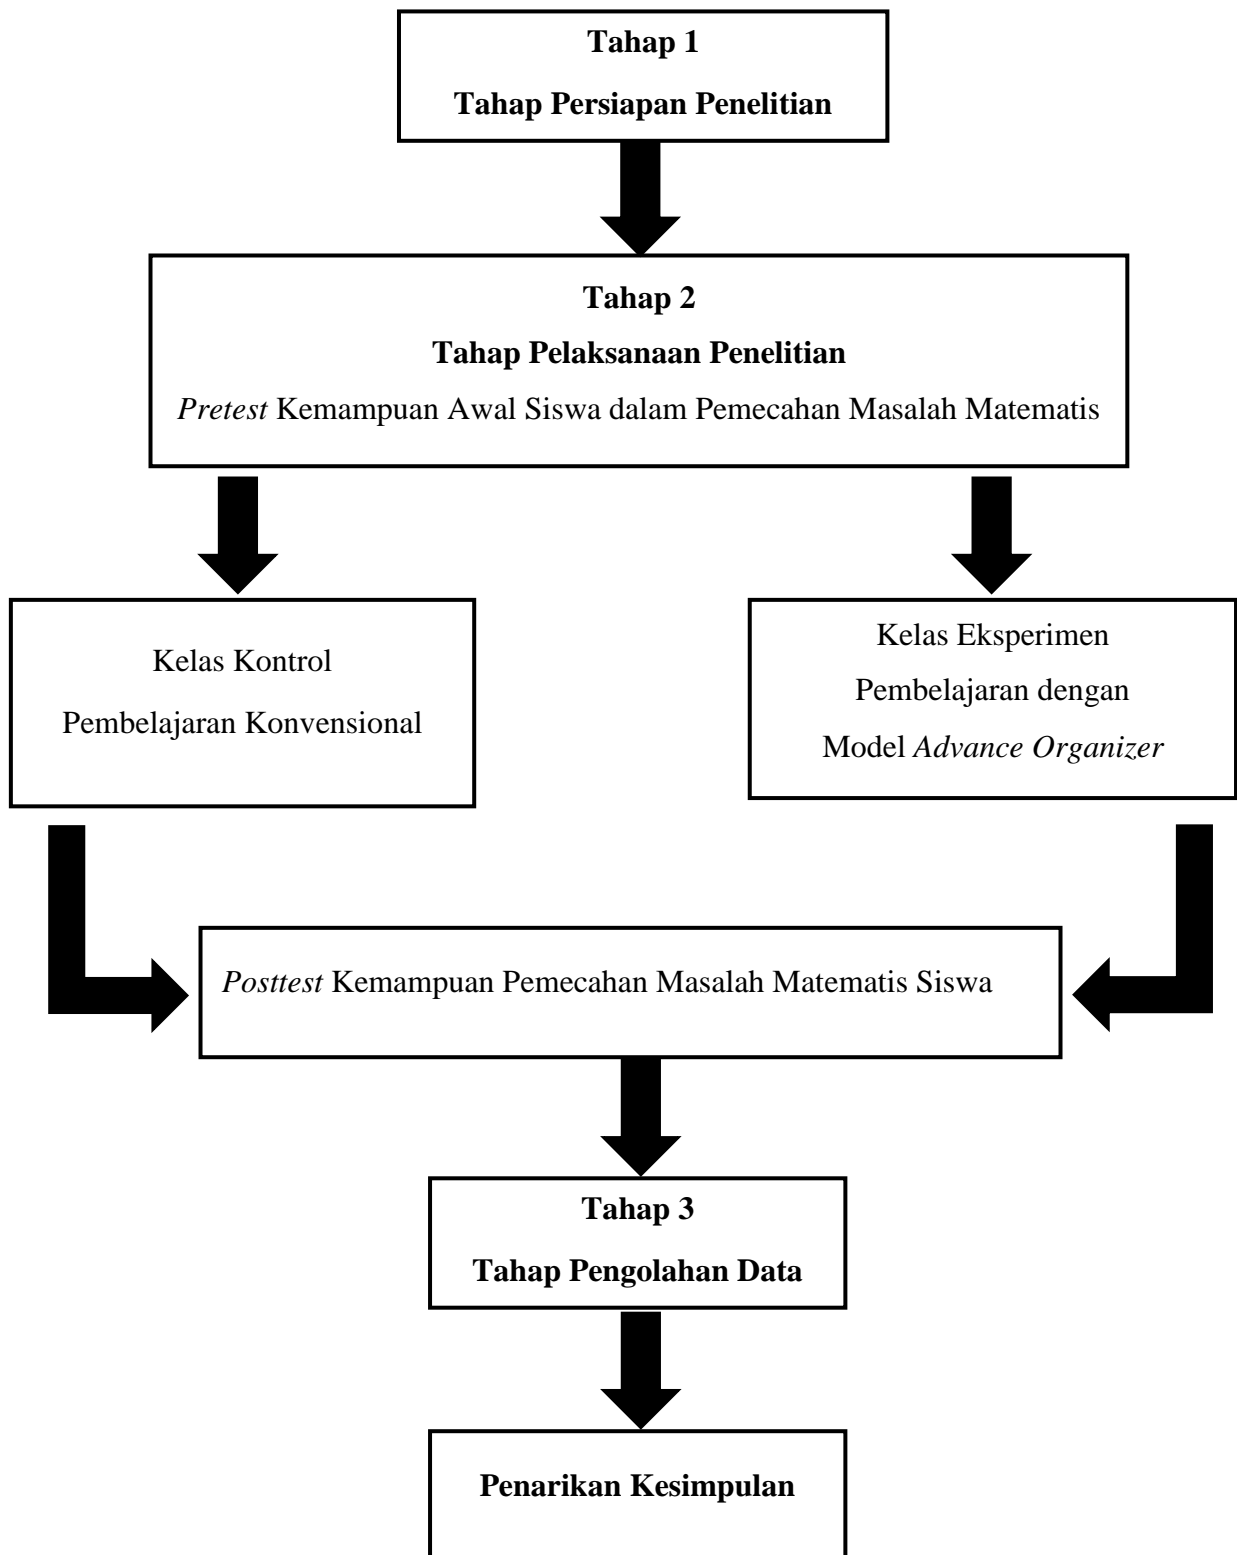 Tahap 1
Tahap Persiapan Penelitian
Tahap 2
Tahap Pelaksanaan Penelitian
Pretest Kemampuan Awal Siswa dalam Pemecahan Masalah Matematis
Kelas Kontrol
Pembelajaran Konvensional
Kelas Eksperimen
Pembelajaran dengan
Model Advance Organizer
Posttest Kemampuan Pemecahan Masalah Matematis Siswa
Tahap 3
Tahap Pengolahan Data
Penarikan Kesimpulan